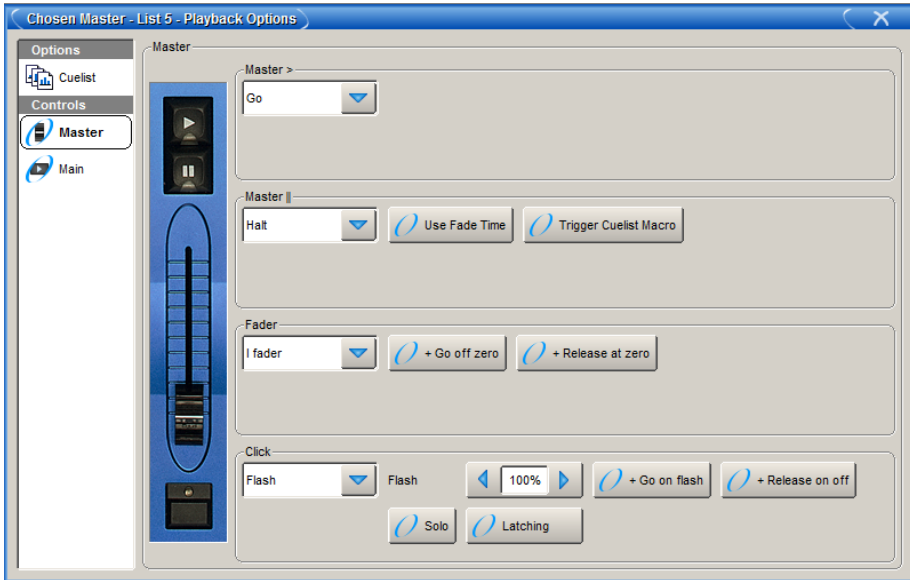 Chosen Master - List 5 - Playback Options
Options
Cuelist
Controls
Master
Main
Master
Master >
Go
Master ||
Halt
Use Fade Time
Trigger Cuelist Macro
Fader
I fader
+ Go off zero
+ Release at zero
Click
Flash
Flash
100%
+ Go on flash
+ Release on off
Solo
Latching